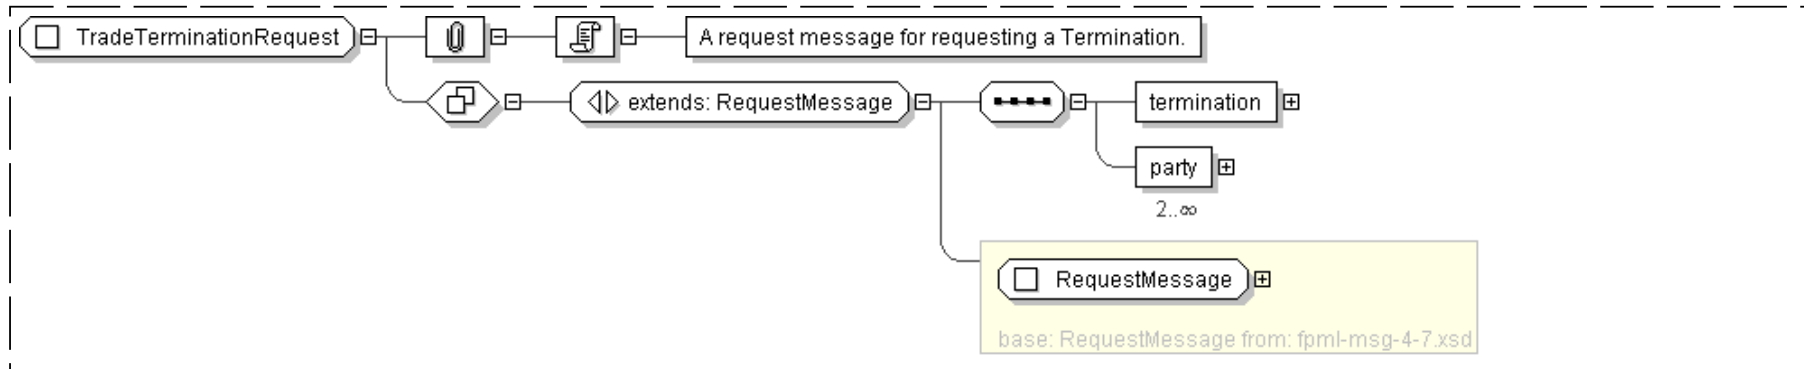 TradeTerminationRequest
A request message for requesting a Termination.
extends: RequestMessage
termination
party
2..∞
RequestMessage
base: RequestMessage from: fpml-msg-4-7.xsd